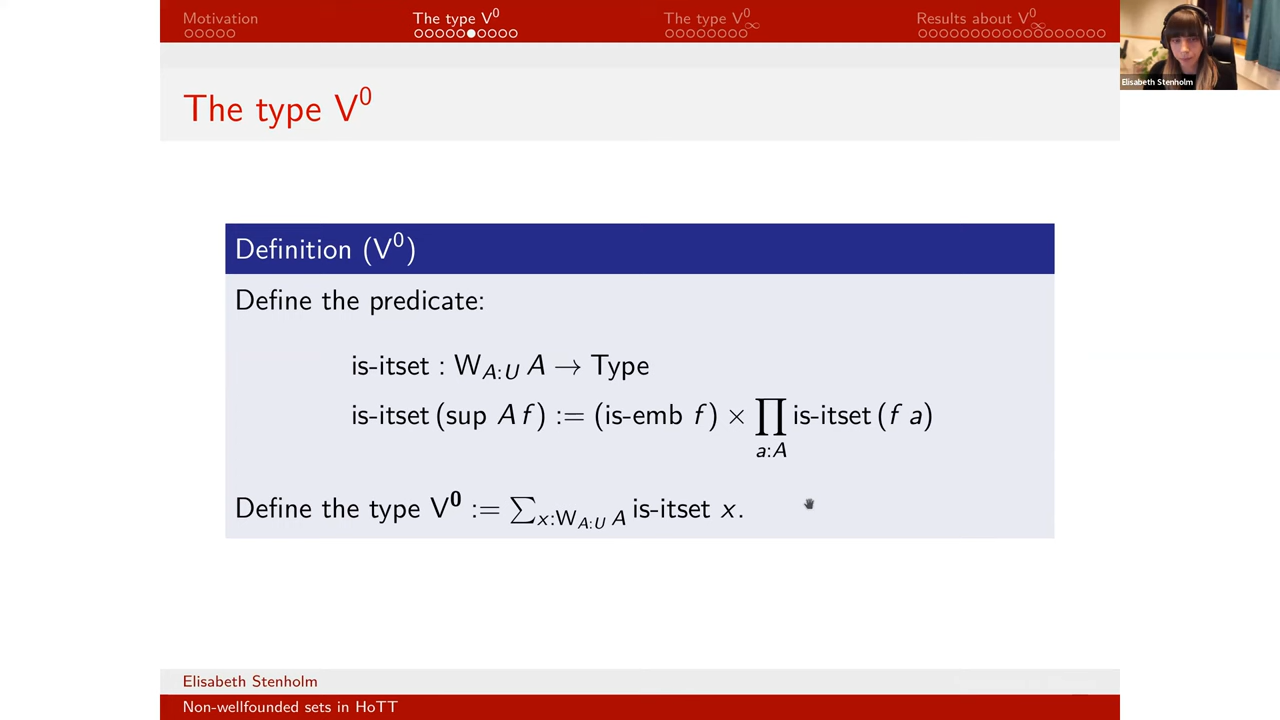 Motivation
The type V⁰
The type V⁰∞
Results about V⁰∞
Elisabeth Stenholm
The type V⁰
Definition (V⁰)
Define the predicate:
is-itset : W_{A:U} A → Type
is-itset (sup A f) := (is-emb f) × ∏_{a:A} is-itset (f a)
Define the type V⁰ := ∑_{x:W_{A:U} A} is-itset x.
Elisabeth Stenholm
Non-wellfounded sets in HoTT